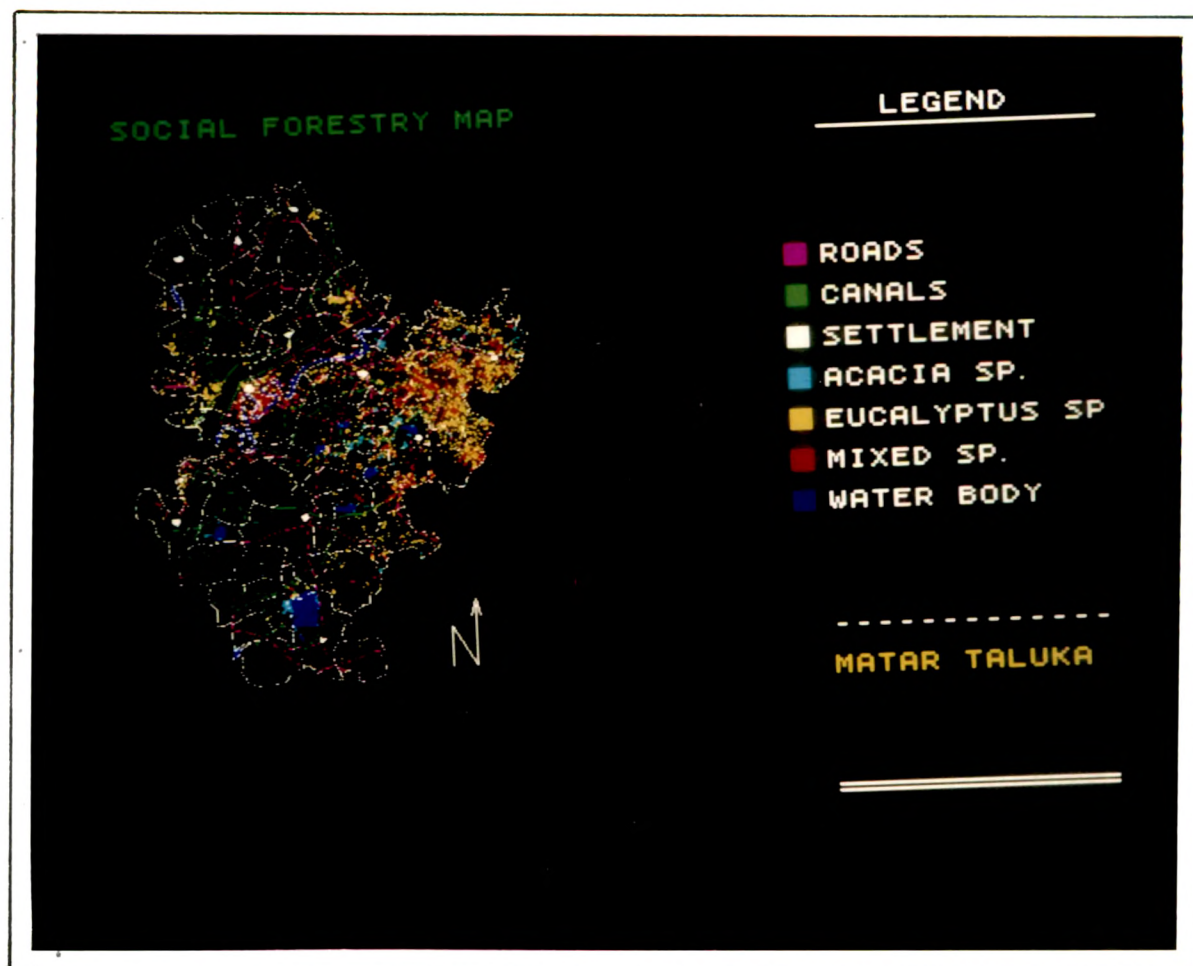 SOCIAL FORESTRY MAP
LEGEND
ROADS
CANALS
SETTLEMENT
ACACIA SP.
EUCALYPTUS SP
MIXED SP.
WATER BODY
N
MATAR TALUKA